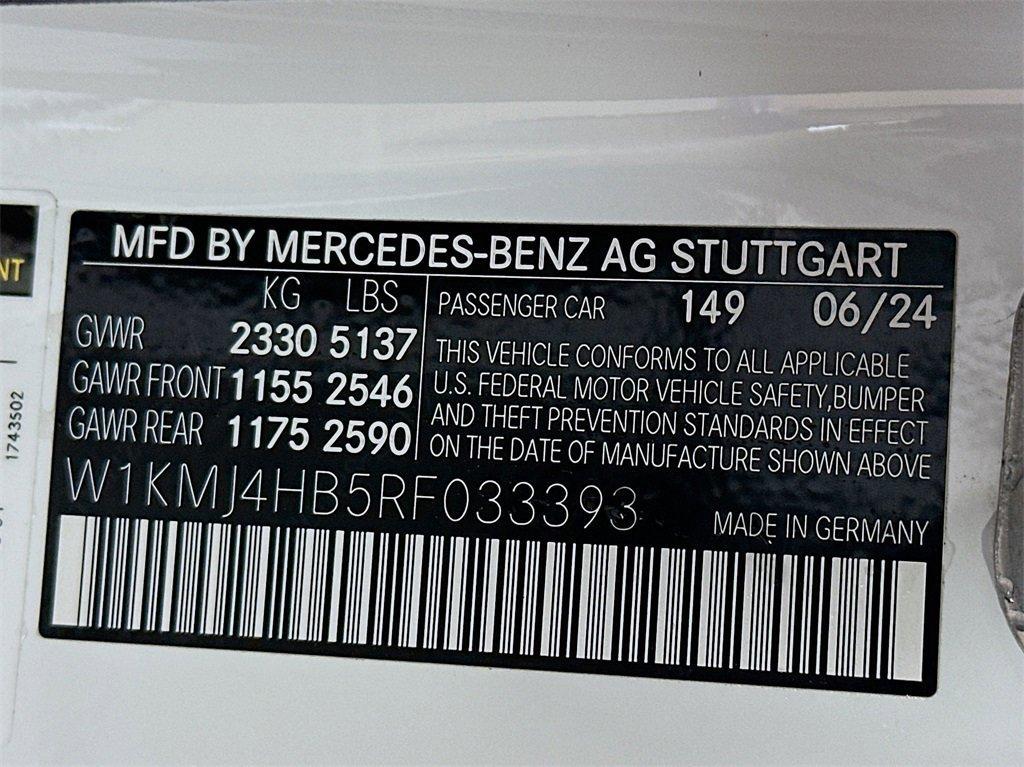 MFD BY MERCEDES-BENZ AG STUTTGART
KG LBS
GVWR 2330 5137
GAWR FRONT 1155 2546
GAWR REAR 1175 2590
PASSENGER CAR 149 06/24
THIS VEHICLE CONFORMS TO ALL APPLICABLE
U.S. FEDERAL MOTOR VEHICLE SAFETY,BUMPER
AND THEFT PREVENTION STANDARDS IN EFFECT
ON THE DATE OF MANUFACTURE SHOWN ABOVE
W1KMJ4HB5RF033393
MADE IN GERMANY
NT
1743502